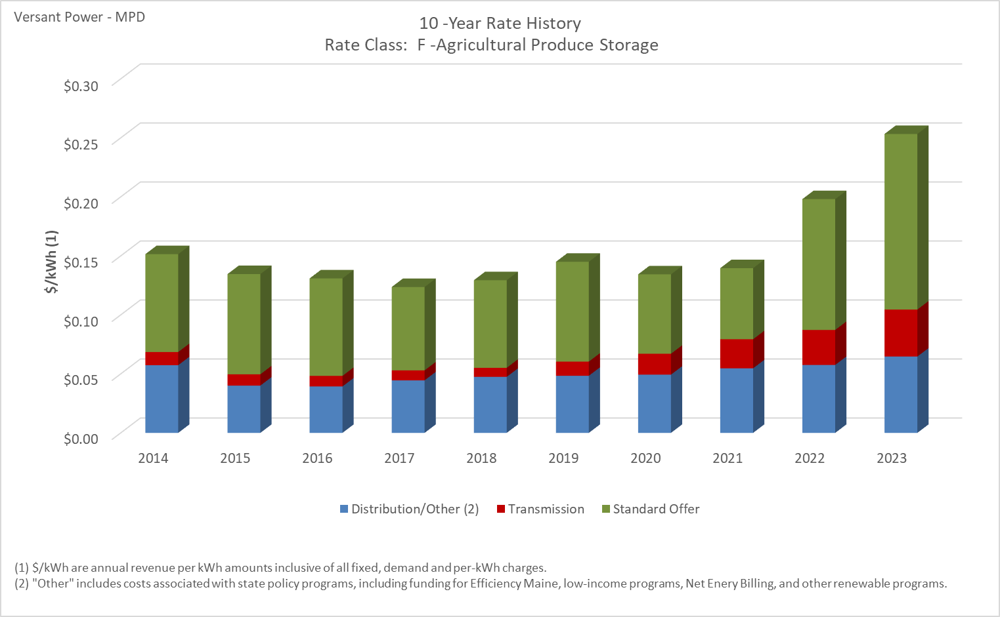 Versant Power - MPD
10 -Year Rate History
Rate Class:  F -Agricultural Produce Storage
$0.30
$0.25
$0.20
$0.15
$0.10
$0.05
$0.00
$/kWh (1)
2014 2015 2016 2017 2018 2019 2020 2021 2022 2023
Distribution/Other (2) Transmission Standard Offer
(1) $/kWh are annual revenue per kWh amounts inclusive of all fixed, demand and per-kWh charges.
(2) "Other" includes costs associated with state policy programs, including funding for Efficiency Maine, low-income programs, Net Enery Billing, and other renewable programs.